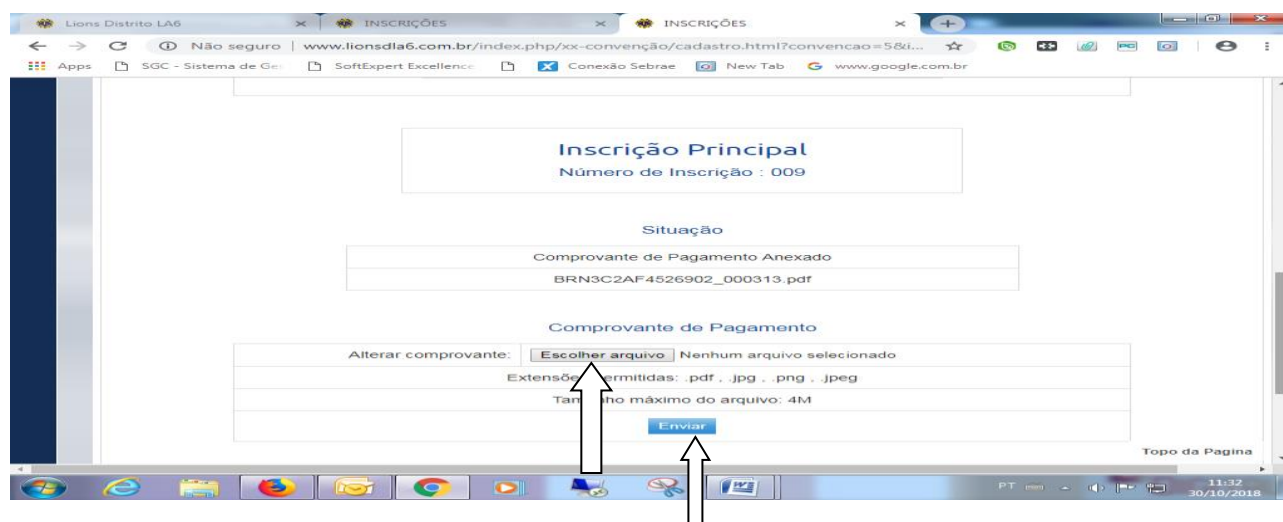 Lions Distrito LA6 INSCRIÇÕES INSCRIÇÕES
Não seguro | www.lionsdla6.com.br/index.php/xx-convenção/cadastro.html?convencao=5&i...
Apps SGC - Sistema de Ge SoftExpert Excellence Conexão Sebrae New Tab www.google.com.br
Inscrição Principal
Número de Inscrição : 009
Situação
Comprovante de Pagamento Anexado
BRN3C2AF4526902_000313.pdf
Comprovante de Pagamento
Alterar comprovante: Escolher arquivo Nenhum arquivo selecionado
.pdf , .jpg , .png , .jpeg
máximo do arquivo: 4M
Enviar
Topo da Pagina
PT 11:32
30/10/2018